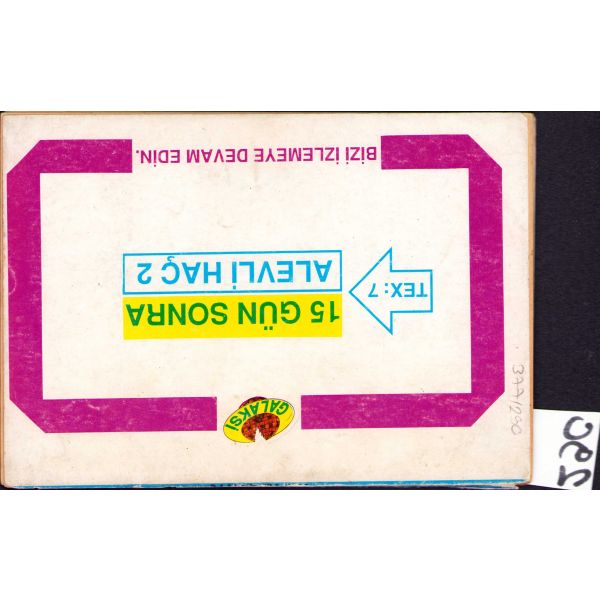 GALAKSİ
15 GÜN SONRA
TEX: 7
ALEVLİ HAÇ 2
BİZİ İZLEMEYE DEVAM EDİN.